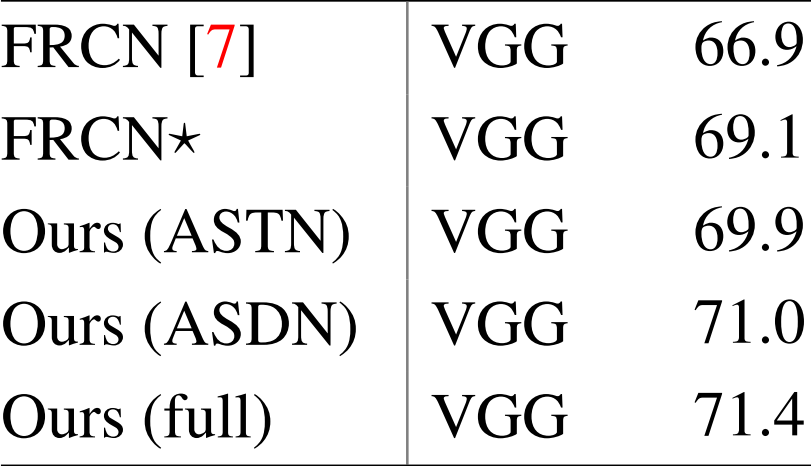 FRCN [7] VGG 66.9
FRCN⋆ VGG 69.1
Ours (ASTN) VGG 69.9
Ours (ASDN) VGG 71.0
Ours (full) VGG 71.4